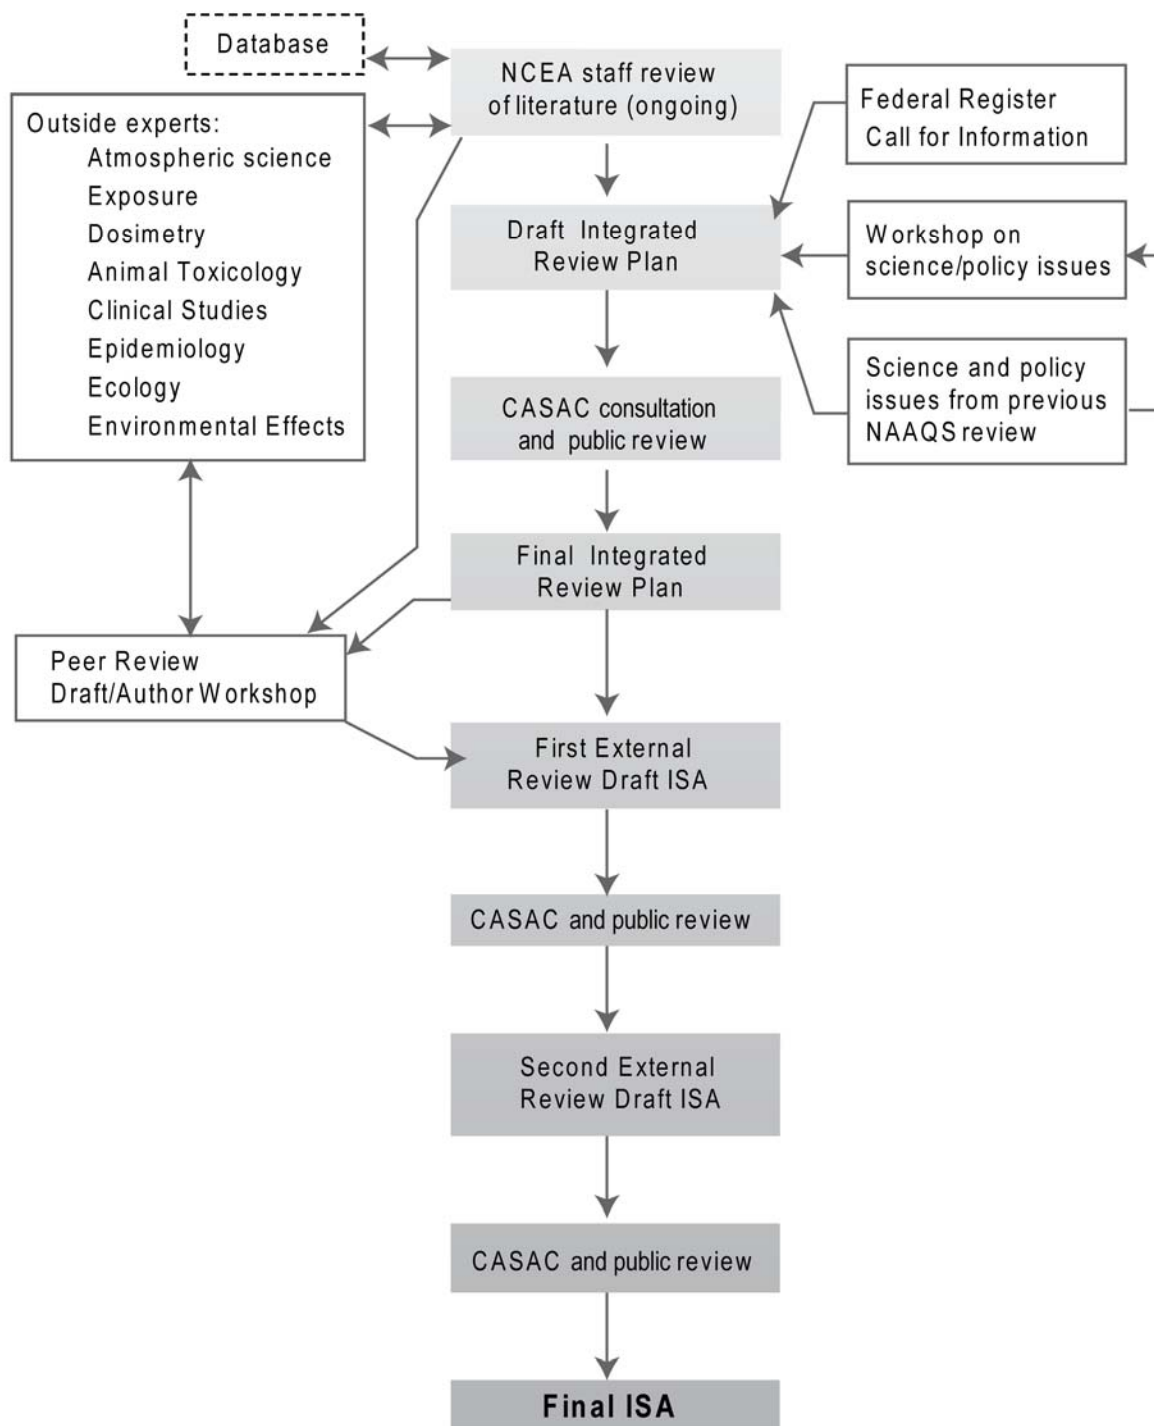 Database
NCEA staff review
of literature (ongoing)
Federal Register
Call for Information
Outside experts:
Atmospheric science
Exposure
Dosimetry
Animal Toxicology
Clinical Studies
Epidemiology
Ecology
Environmental Effects
Draft Integrated
Review Plan
Workshop on
science/policy issues
Science and policy
issues from previous
NAAQS review
CASAC consultation
and public review
Final Integrated
Review Plan
Peer Review
Draft/Author Workshop
First External
Review Draft ISA
CASAC and public review
Second External
Review Draft ISA
CASAC and public review
Final ISA